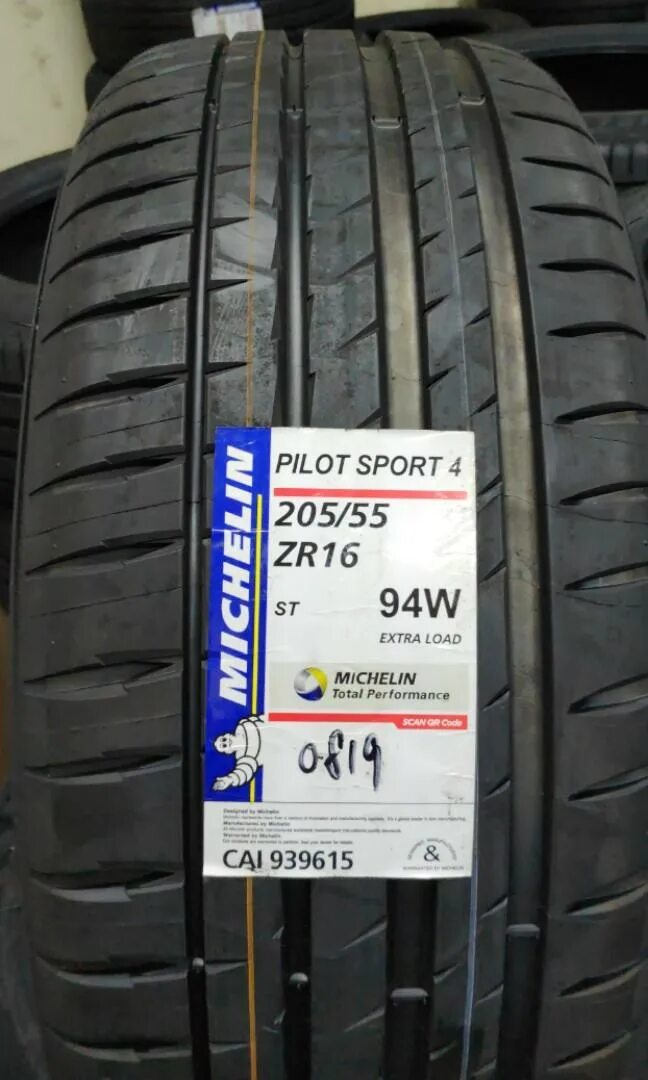 MICHELIN
PILOT SPORT 4
205/55
ZR16
ST 94W
EXTRA LOAD
MICHELIN
Total Performance
SCAN QR Code
0819
Designed by Michelin
Manufactured by Michelin
Warranted by Michelin
CAI 939615
&